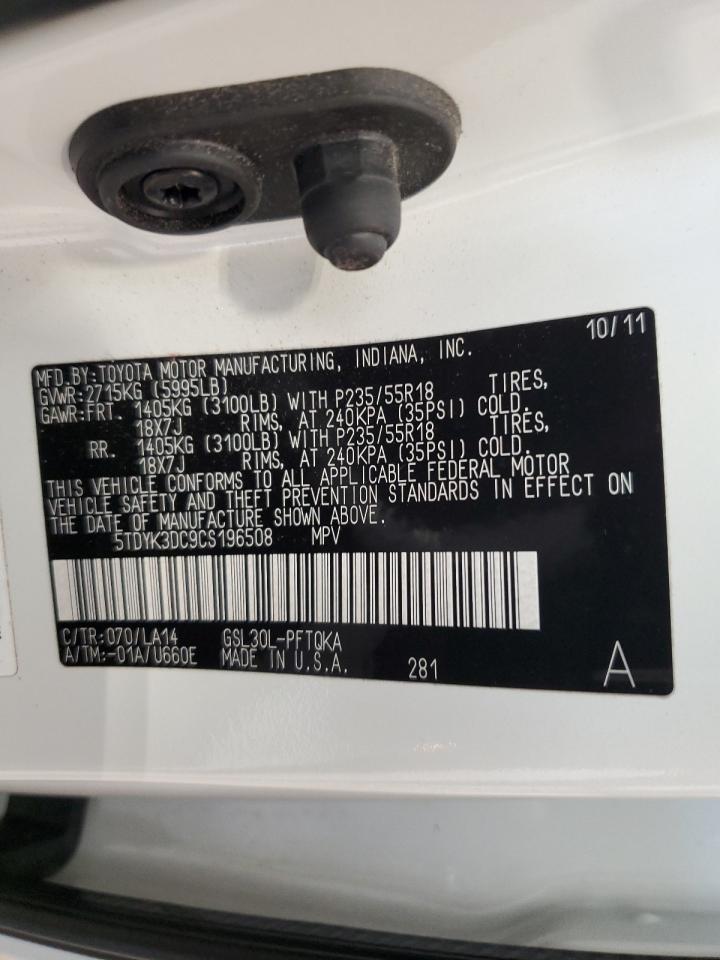 10/11
MFD.BY:TOYOTA MOTOR MANUFACTURING, INDIANA, INC.
GVWR:2715KG (5995LB)
GAWR:FRT. 1405KG (3100LB) WITH P235/55R18 TIRES,
18X7J RIMS, AT 240KPA (35PSI) COLD.
RR. 1405KG (3100LB) WITH P235/55R18 TIRES,
18X7J RIMS, AT 240KPA (35PSI) COLD.
THIS VEHICLE CONFORMS TO ALL APPLICABLE FEDERAL MOTOR
VEHICLE SAFETY AND THEFT PREVENTION STANDARDS IN EFFECT ON
THE DATE OF MANUFACTURE SHOWN ABOVE.
5TDYK3DC9CS196508 MPV
C/TR:070/LA14 GSL30L-PFTQKA
A/TM:-01A/U660E MADE IN U.S.A. 281 A